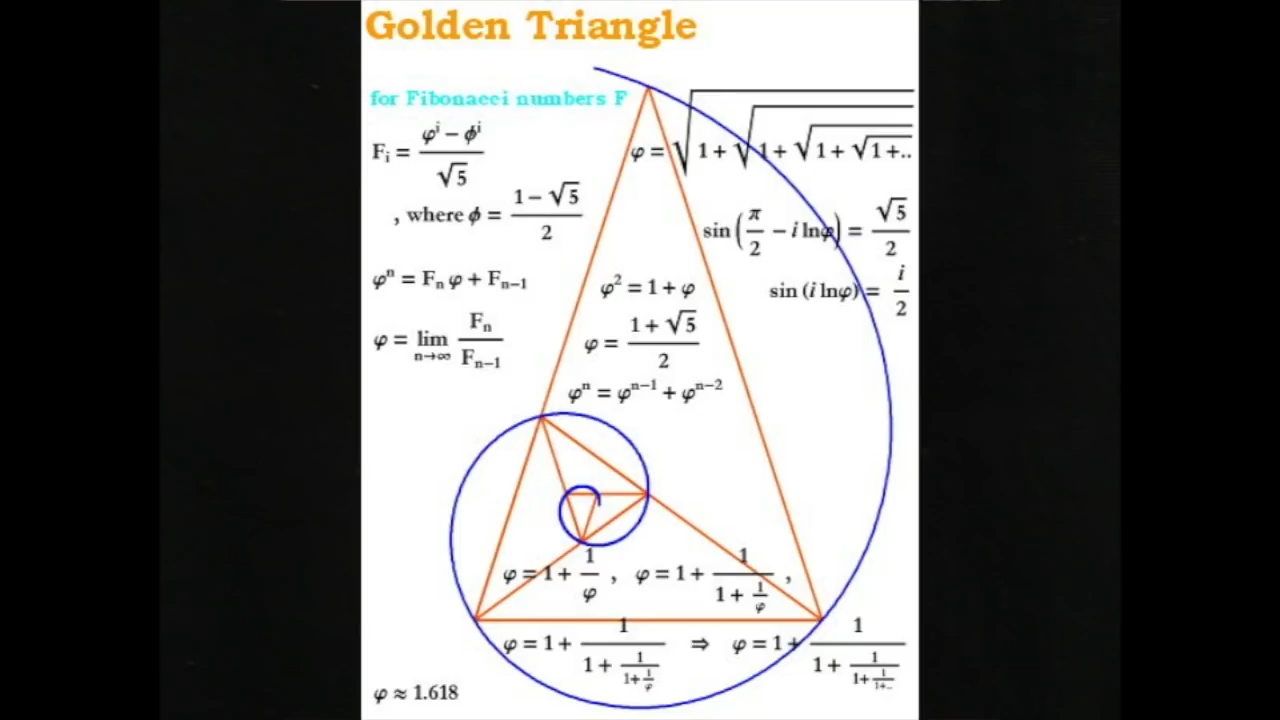 Golden Triangle
for Fibonacci numbers F
Fᵢ = (φⁱ − ϕⁱ)/√5
, where ϕ = (1 − √5)/2
φⁿ = Fₙ φ + Fₙ₋₁
φ = lim n→∞ Fₙ/Fₙ₋₁
φ = √(1 + √(1 + √(1 + √(1 +..
sin (π/2 − i lnφ) = √5/2
sin (i lnφ) = i/2
φ² = 1 + φ
φ = (1 + √5)/2
φⁿ = φⁿ⁻¹ + φⁿ⁻²
φ = 1 + 1/φ , φ = 1 + 1/(1 + 1/φ) ,
φ = 1 + 1/(1 + 1/(1+1/φ)) ⇒ φ = 1 + 1/(1 + 1/(1+1/(1+..)))
φ ≈ 1.618